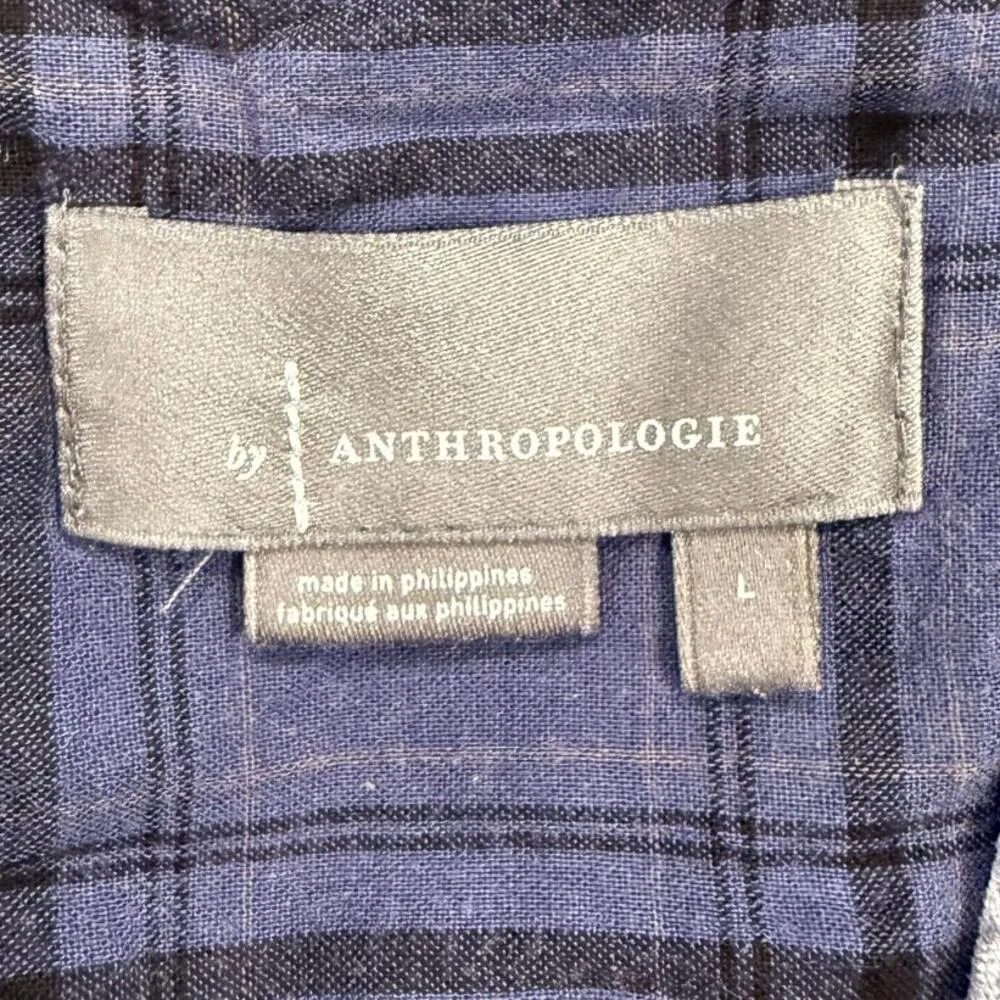 by ANTHROPOLOGIE
made in philippines
fabriqué aux philippines
L